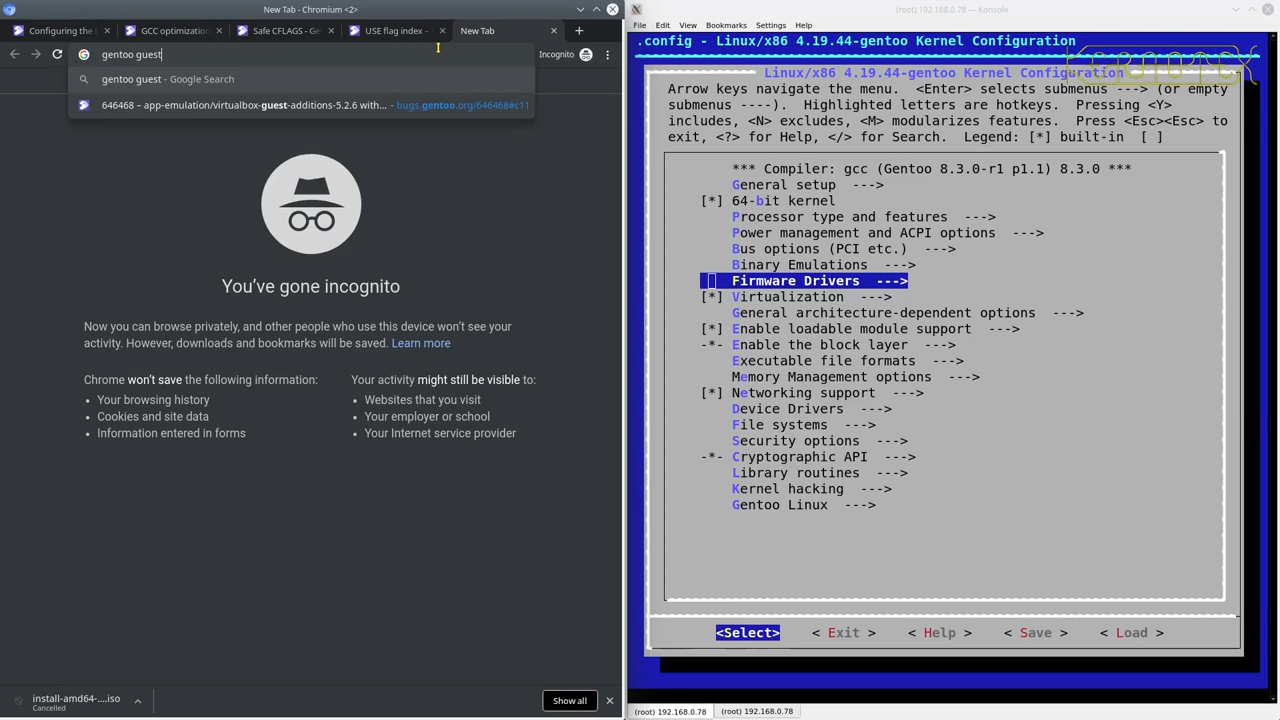 New Tab - Chromium <2>
Configuring the
GCC optimization
Safe CFLAGS - Ge
USE flag index –
New Tab
gentoo guest
Incognito
gentoo guest - Google Search
646468 – app-emulation/virtualbox-guest-additions-5.2.6 with... - bugs.gentoo.org/646468#c11
You've gone incognito
Now you can browse privately, and other people who use this device won't see your
activity. However, downloads and bookmarks will be saved. Learn more
Chrome won't save the following information:
Your browsing history
Cookies and site data
Information entered in forms
Your activity might still be visible to:
Websites that you visit
Your employer or school
Your Internet service provider
install-amd64-....iso
Cancelled
Show all
(root) 192.168.0.78 — Konsole
File Edit View Bookmarks Settings Help
.config - Linux/x86 4.19.44-gentoo Kernel Configuration
Linux/x86 4.19.44-gentoo Kernel Configuration
Arrow keys navigate the menu. <Enter> selects submenus ---> (or empty
submenus ----). Highlighted letters are hotkeys. Pressing <Y>
includes, <N> excludes, <M> modularizes features. Press <Esc><Esc> to
exit, <?> for Help, </> for Search. Legend: [*] built-in [ ]
*** Compiler: gcc (Gentoo 8.3.0-r1 p1.1) 8.3.0 ***
General setup --->
[*] 64-bit kernel
Processor type and features --->
Power management and ACPI options --->
Bus options (PCI etc.) --->
Binary Emulations --->
Firmware Drivers --->
[*] Virtualization --->
General architecture-dependent options --->
[*] Enable loadable module support --->
-*- Enable the block layer --->
Executable file formats --->
Memory Management options --->
[*] Networking support --->
Device Drivers --->
File systems --->
Security options --->
-*- Cryptographic API --->
Library routines --->
Kernel hacking --->
Gentoo Linux --->
<Select> < Exit > < Help > < Save > < Load >
(root) 192.168.0.78
(root) 192.168.0.78